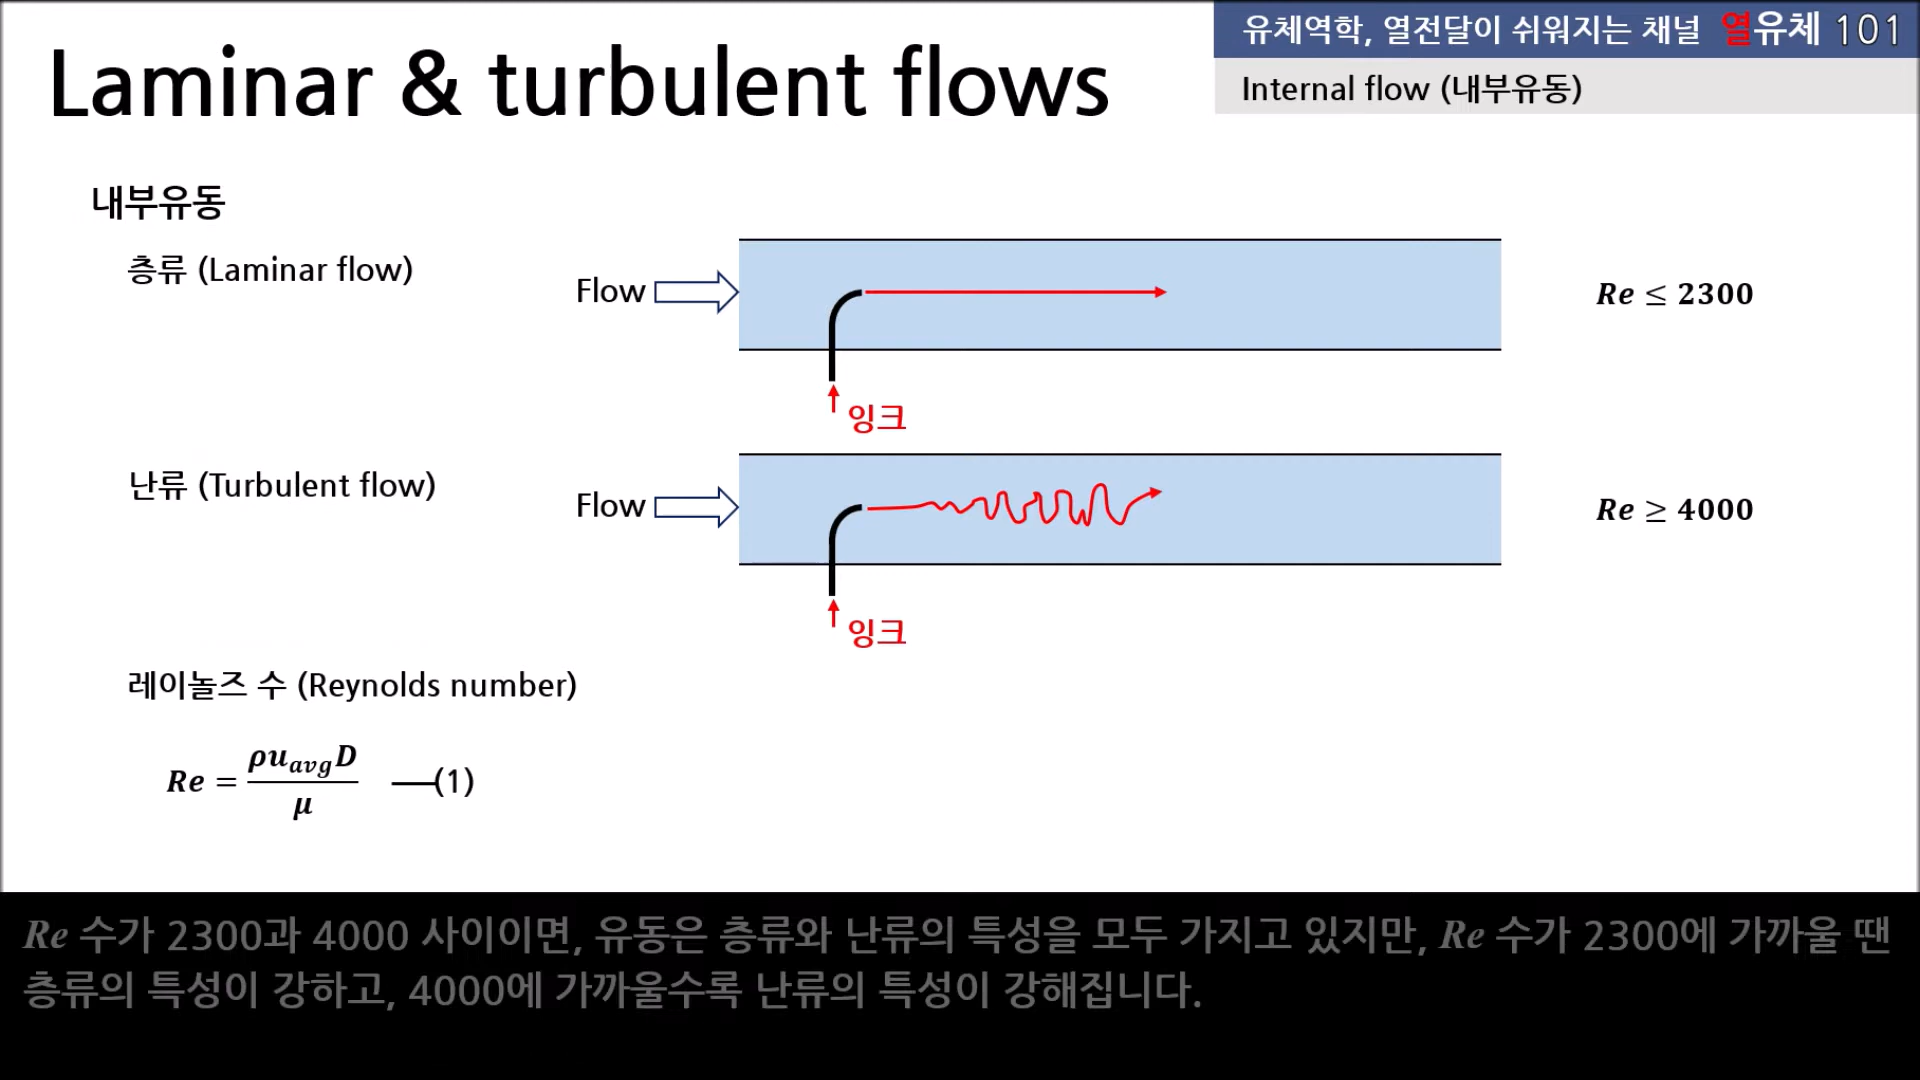 유체역학, 열전달이 쉬워지는 채널 열유체 101
Laminar & turbulent flows
Internal flow (내부유동)
내부유동
층류 (Laminar flow)
Flow
Re ≤ 2300
잉크
난류 (Turbulent flow)
Flow
Re ≥ 4000
잉크
레이놀즈 수 (Reynolds number)
Re = ρu_avg D / μ —(1)
Re 수가 2300과 4000 사이이면, 유동은 층류와 난류의 특성을 모두 가지고 있지만, Re 수가 2300에 가까울 땐
층류의 특성이 강하고, 4000에 가까울수록 난류의 특성이 강해집니다.